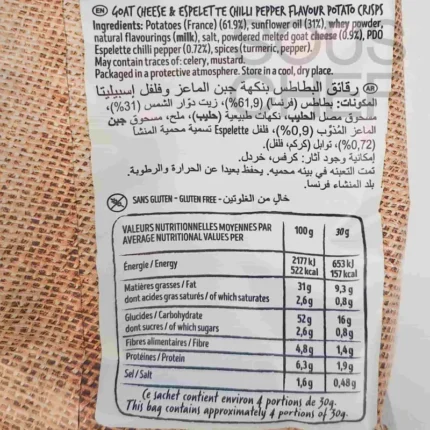 EN GOAT CHEESE & ESPELETTE CHILLI PEPPER FLAVOUR POTATO CRISPS
Ingredients: Potatoes (France) (61.9%), sunflower oil (31%), whey powder,
natural flavourings (milk), salt, powdered melted goat cheese (0.9%), PDO
Espelette chilli pepper (0.72%), spices (turmeric, pepper).
May contain traces of: celery, mustard.
Packaged in a protective atmosphere. Store in a cool, dry place.
AR رقائق البطاطس بنكهة جبن الماعز وفلفل إسبيليتا
المكونات: بطاطس (فرنسا) (61,9%)، زيت دوار الشمس (31%)،
مسحوق مصل الحليب، نكهات طبيعية (حليب)، ملح، مسحوق جبن
الماعز المذوّب (0,9%)، فلفل Espelette تسمية محمية المنشأ
(0,72%)، توابل (كركم، فلفل).
إمكانية وجود آثار: كرفس، خردل.
تمت التعبئة في بيئة محمية. يحفظ بعيدا عن الحرارة والرطوبة.
بلد المنشاء فرنسا.
SANS GLUTEN - GLUTEN FREE - خالٍ من الغلوتين
VALEURS NUTRITIONNELLES MOYENNES PAR 100 g 30g
AVERAGE NUTRITIONAL VALUES PER
Énergie / Energy 2177 kJ 653 kJ
522 kcal 157 kcal
Matières grasses / Fat 31g 9,3 g
dont acides gras saturés / of which saturates 2,6g 0,8g
Glucides / Carbohydrate 52g 16g
dont sucres / of which sugars 2,6g 0,8g
Fibres alimentaires / Fibre 4,8g 1,4g
Protéines / Protein 6,3g 1,9g
Sel / Salt 1,6g 0,48g
Ce sachet contient environ 4 portions de 30g.
This bag contains approximately 4 portions of 30g.